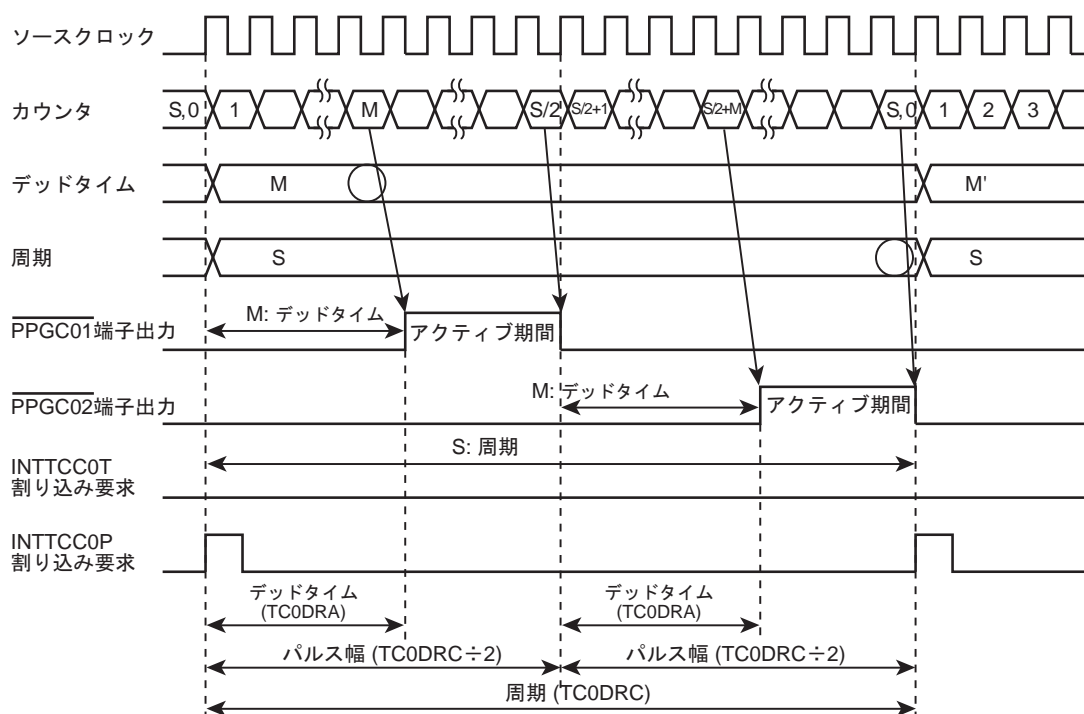 ソースクロック
カウンタ
S,0 1 M S/2 S/2+1 S/2+M S,0 1 2 3
デッドタイム
M M'
周期
S S
PPGC01端子出力
M: デッドタイム
アクティブ期間
PPGC02端子出力
M: デッドタイム
アクティブ期間
S: 周期
INTTCC0T
割り込み要求
INTTCC0P
割り込み要求
デッドタイム
(TC0DRA)
デッドタイム
(TC0DRA)
パルス幅 (TC0DRC÷2) パルス幅 (TC0DRC÷2)
周期 (TC0DRC)